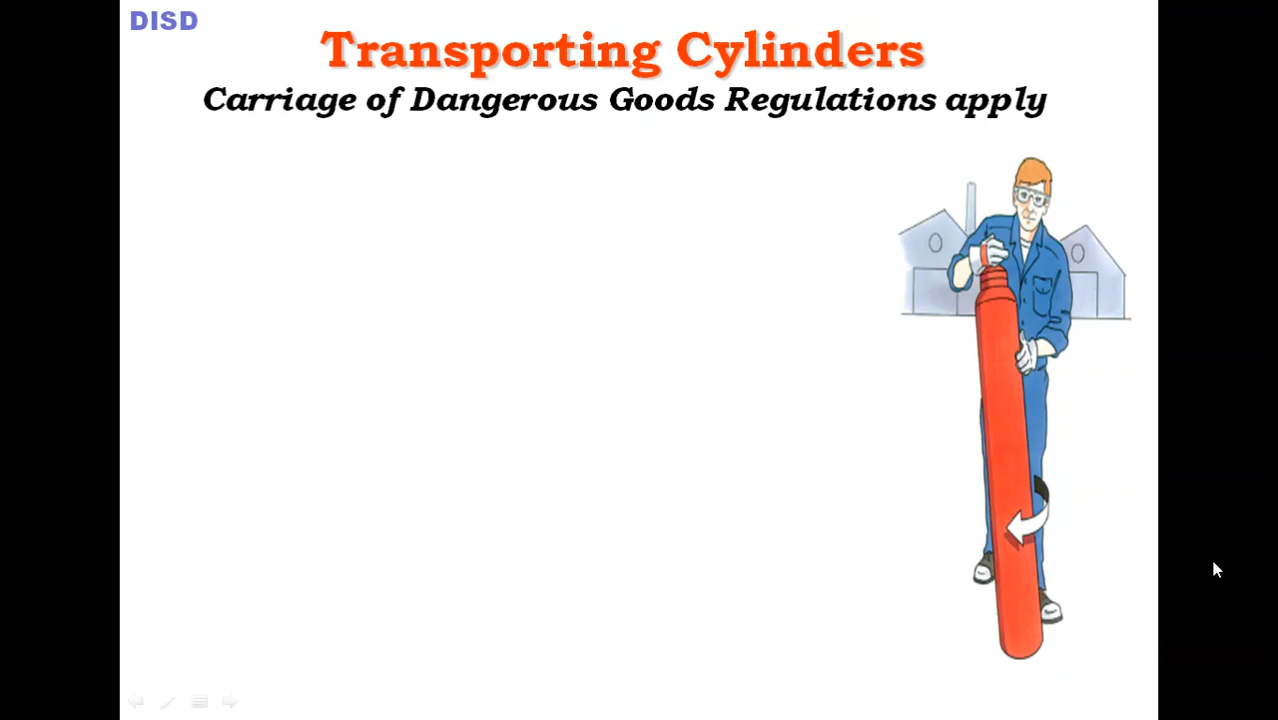 DISD
Transporting Cylinders
Carriage of Dangerous Goods Regulations apply